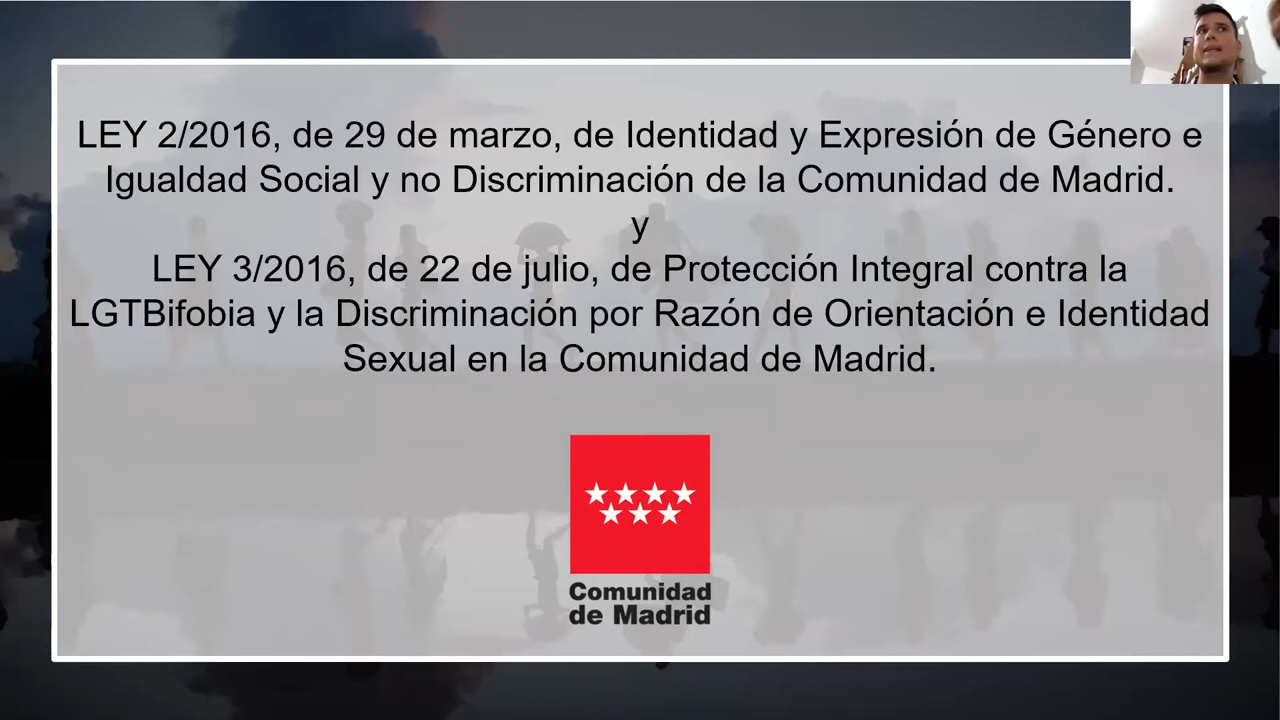 LEY 2/2016, de 29 de marzo, de Identidad y Expresión de Género e
Igualdad Social y no Discriminación de la Comunidad de Madrid.
y
LEY 3/2016, de 22 de julio, de Protección Integral contra la
LGTBifobia y la Discriminación por Razón de Orientación e Identidad
Sexual en la Comunidad de Madrid.
Comunidad
de Madrid